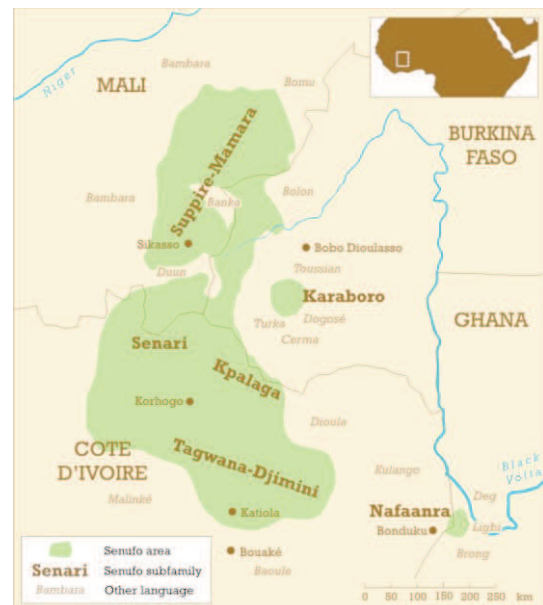 Niger
MALI
Bambara
Bomu
BURKINA
FASO
Suppire-Mamara
Bambara
Banka
Bolon
Sikasso
Bobo Dioulasso
Duun
Toussian
Karaboro
Turka
Dogosé
Cerma
GHANA
Senari
Kpalaga
Korhogo
Dioula
COTE
D'IVOIRE
Tagwana-Djimini
Malinké
Kulango
Black
Volta
Deg
Nafaanra
Katiola
Bonduku
Ligbi
Bouaké
Brong
Baoule
Senufo area
Senari Senufo subfamily
Bambara Other language
0 50 100 150 200 250 km